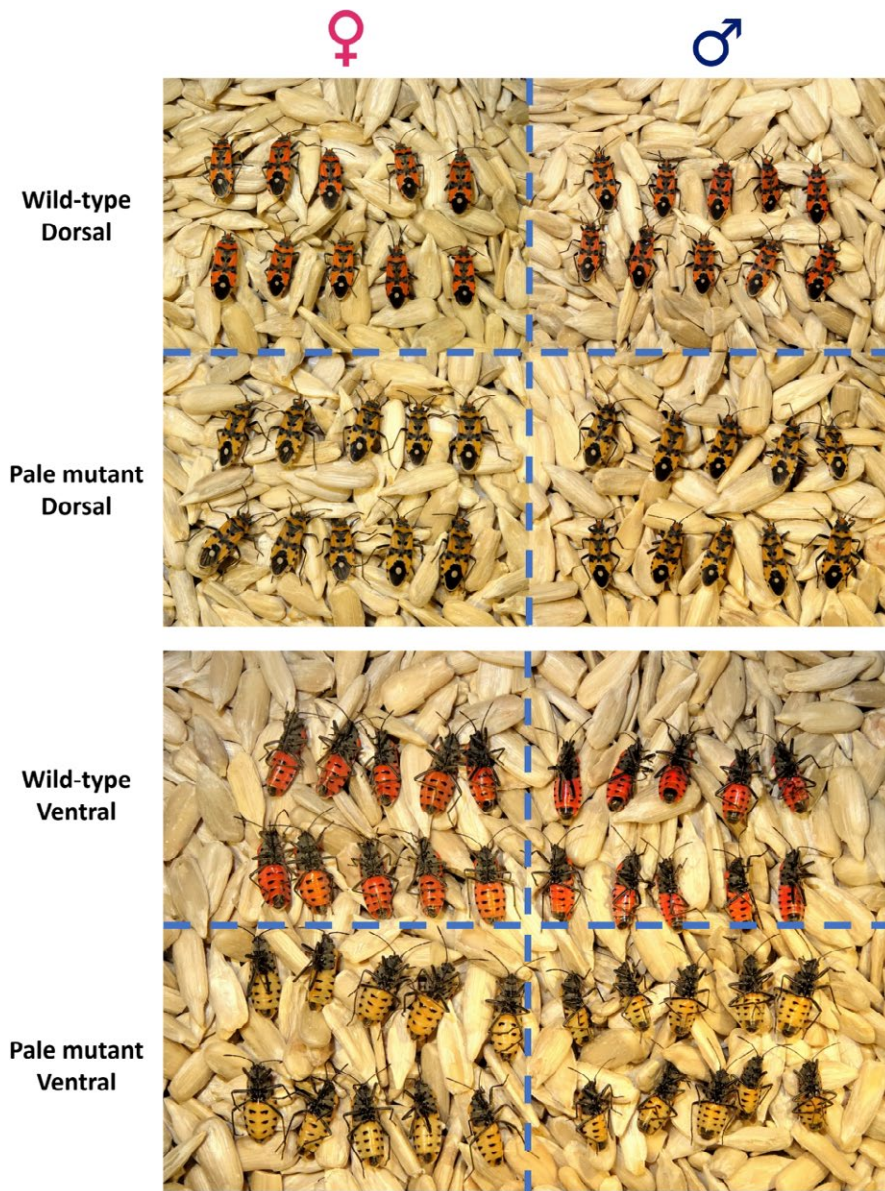 ♀ ♂
Wild-type
Dorsal
Pale mutant
Dorsal
Wild-type
Ventral
Pale mutant
Ventral